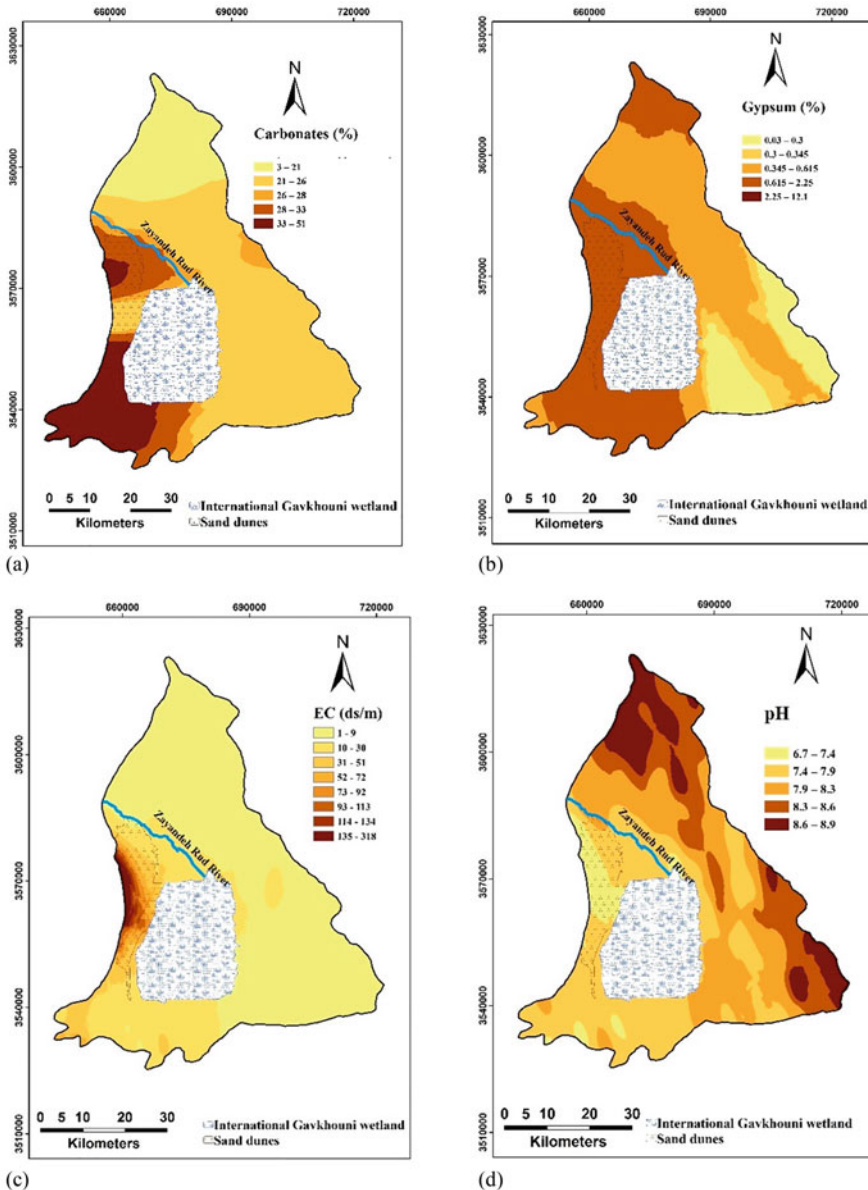 660000 690000 720000
3630000
3600000
3570000
3540000
3510000
N
Carbonates (%)
3 – 21
21 – 26
26 – 28
28 – 33
33 – 51
Zayandeh Rud River
0 5 10 20 30
Kilometers
International Gavkhouni wetland
Sand dunes
(a)
660000 690000 720000
3630000
3600000
3570000
3540000
3510000
N
Gypsum (%)
0.03 – 0.3
0.3 – 0.345
0.345 – 0.615
0.615 – 2.25
2.25 – 12.1
Zayandeh Rud River
0 5 10 20 30
Kilometers
International Gavkhouni wetland
Sand dunes
(b)
660000 690000 720000
3630000
3600000
3570000
3540000
3510000
N
EC (ds/m)
1 - 9
10 - 30
31 - 51
52 - 72
73 - 92
93 - 113
114 - 134
135 - 318
Zayandeh Rud River
0 5 10 20 30
Kilometers
International Gavkhouni wetland
Sand dunes
(c)
660000 690000 720000
3630000
3600000
3570000
3540000
3510000
N
pH
6.7 – 7.4
7.4 – 7.9
7.9 – 8.3
8.3 – 8.6
8.6 – 8.9
Zayandeh Rud River
0 5 10 20 30
Kilometers
International Gavkhouni wetland
Sand dunes
(d)